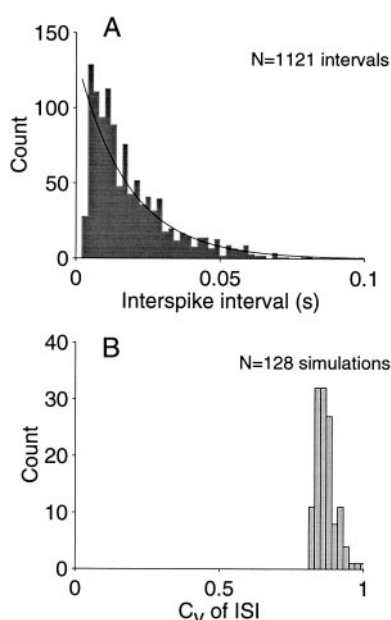 A
N=1121 intervals
150
100
50
0
Count
0 0.05 0.1
Interspike interval (s)
B
N=128 simulations
40
30
20
10
0
Count
0 0.5 1
Cv of ISI